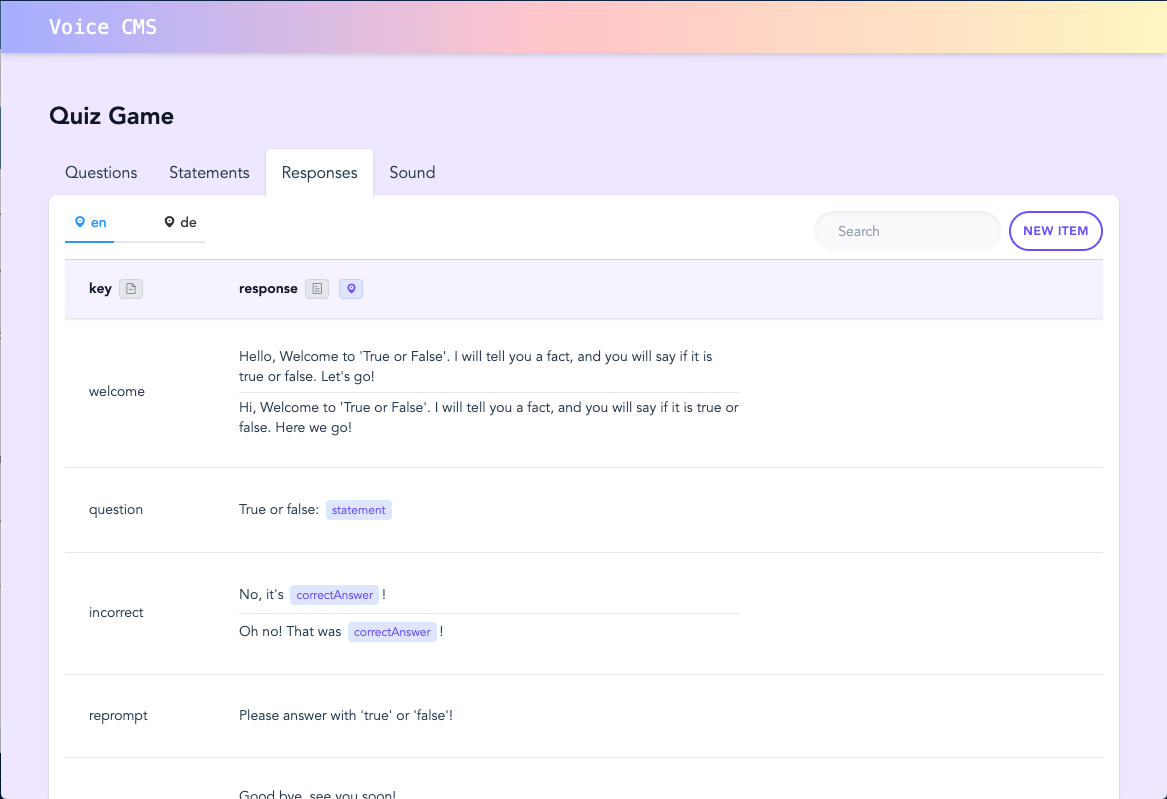 Voice CMS
Quiz Game
Questions Statements Responses Sound
en de Search NEW ITEM
key response
Hello, Welcome to 'True or False'. I will tell you a fact, and you will say if it is
true or false. Let's go!
welcome
Hi, Welcome to 'True or False'. I will tell you a fact, and you will say if it is true or
false. Here we go!
question True or false: statement
No, it's correctAnswer !
incorrect
Oh no! That was correctAnswer !
reprompt Please answer with 'true' or 'false'!
Good bye, see you soon!